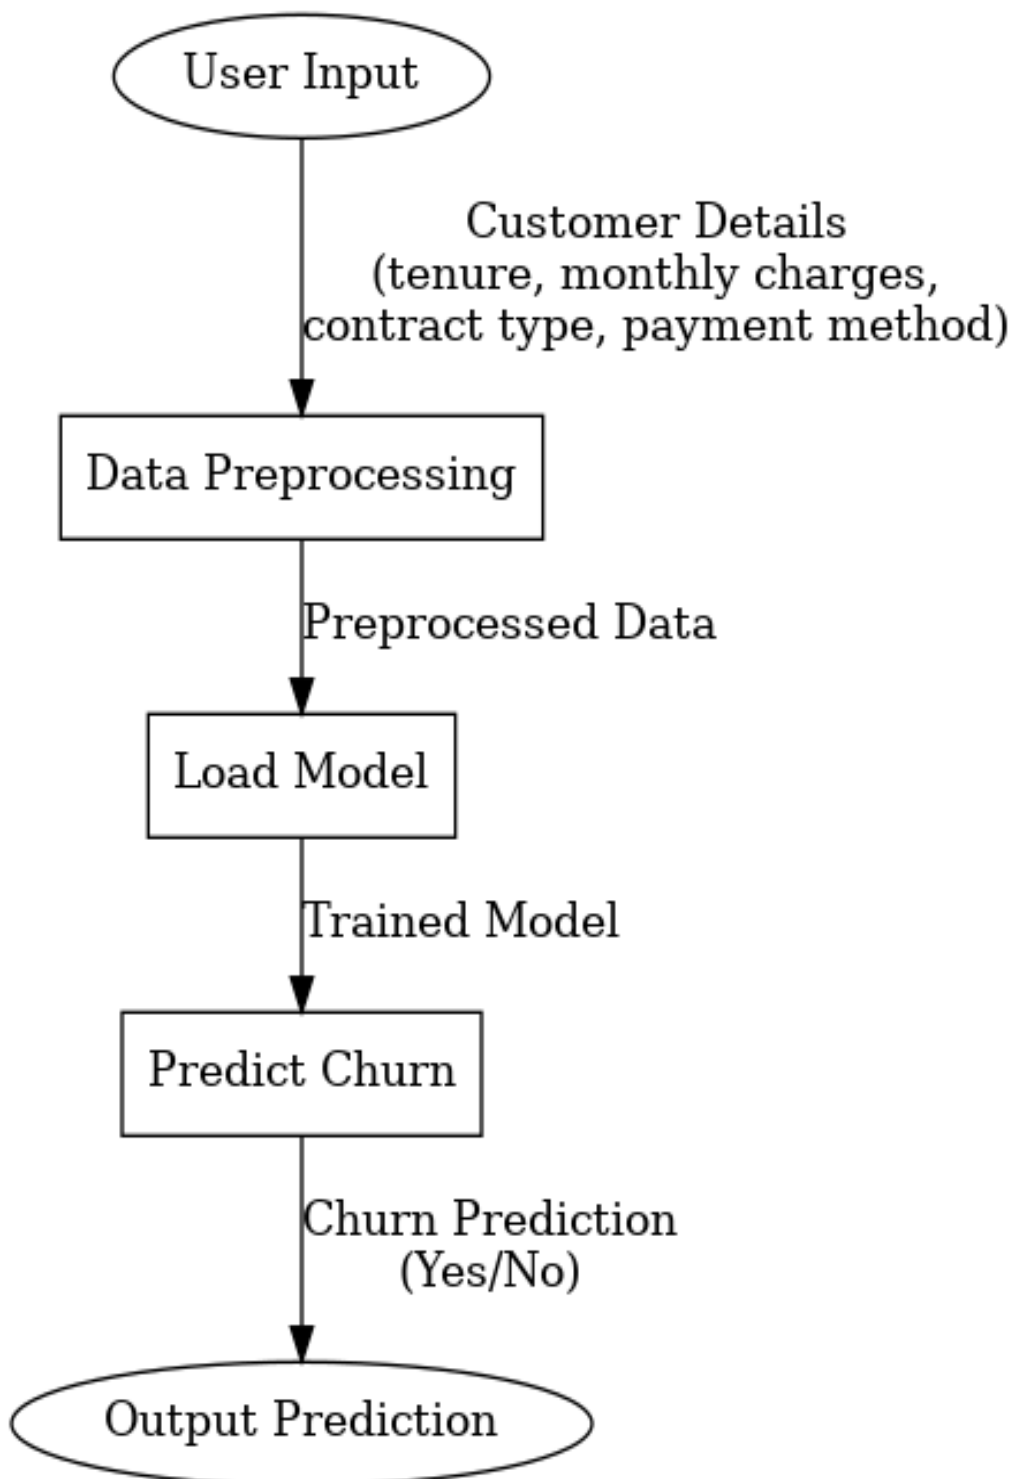 User Input
Customer Details
(tenure, monthly charges,
contract type, payment method)
Data Preprocessing
Preprocessed Data
Load Model
Trained Model
Predict Churn
Churn Prediction
(Yes/No)
Output Prediction